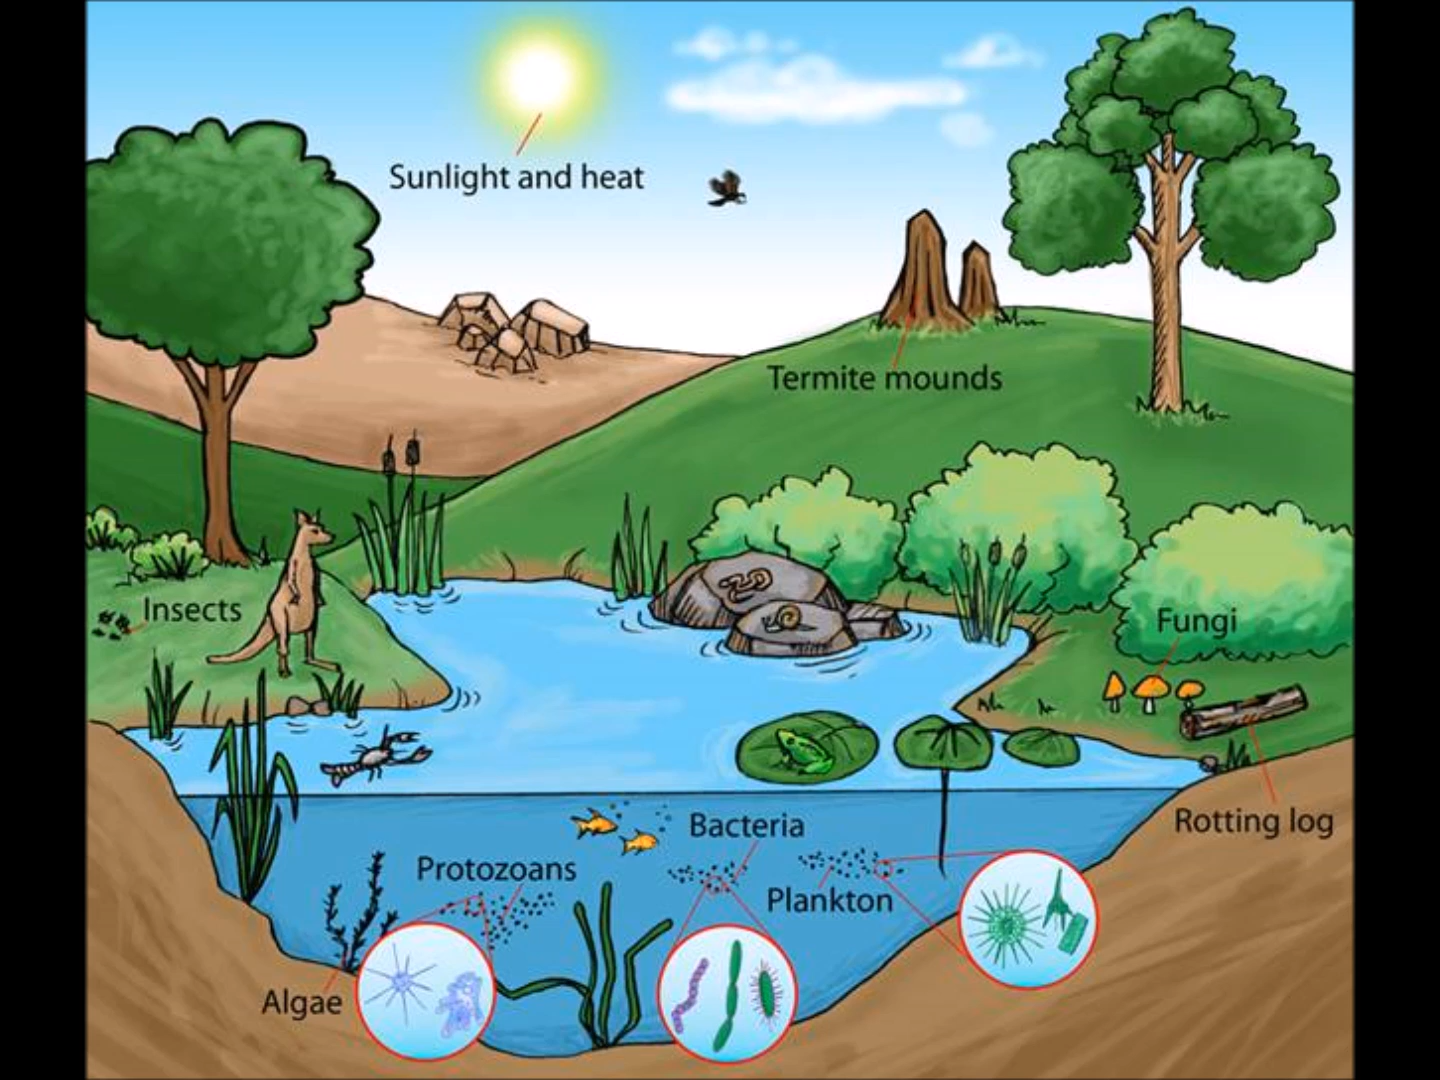 Sunlight and heat
Termite mounds
Insects
Fungi
Rotting log
Bacteria
Protozoans
Plankton
Algae